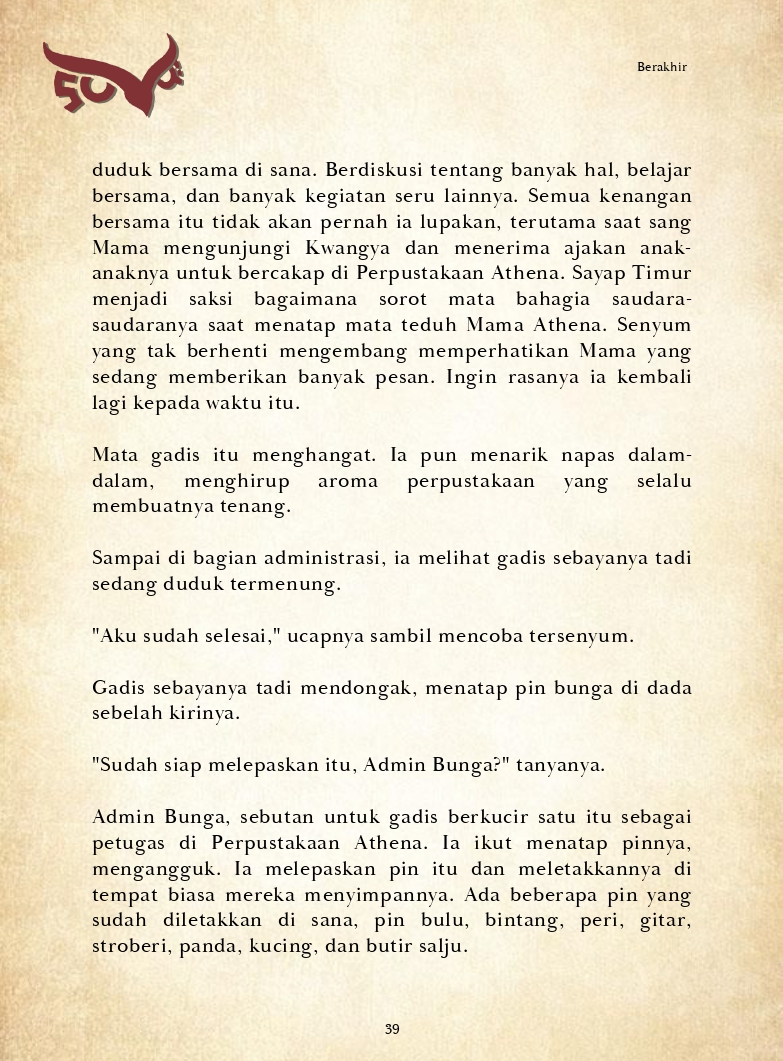 Berakhir
duduk bersama di sana. Berdiskusi tentang banyak hal, belajar
bersama, dan banyak kegiatan seru lainnya. Semua kenangan
bersama itu tidak akan pernah ia lupakan, terutama saat sang
Mama mengunjungi Kwangya dan menerima ajakan anak-
anaknya untuk bercakap di Perpustakaan Athena. Sayap Timur
menjadi saksi bagaimana sorot mata bahagia saudara-
saudaranya saat menatap mata teduh Mama Athena. Senyum
yang tak berhenti mengembang memperhatikan Mama yang
sedang memberikan banyak pesan. Ingin rasanya ia kembali
lagi kepada waktu itu.
Mata gadis itu menghangat. Ia pun menarik napas dalam-
dalam, menghirup aroma perpustakaan yang selalu
membuatnya tenang.
Sampai di bagian administrasi, ia melihat gadis sebayanya tadi
sedang duduk termenung.
"Aku sudah selesai," ucapnya sambil mencoba tersenyum.
Gadis sebayanya tadi mendongak, menatap pin bunga di dada
sebelah kirinya.
"Sudah siap melepaskan itu, Admin Bunga?" tanyanya.
Admin Bunga, sebutan untuk gadis berkucir satu itu sebagai
petugas di Perpustakaan Athena. Ia ikut menatap pinnya,
mengangguk. Ia melepaskan pin itu dan meletakkannya di
tempat biasa mereka menyimpannya. Ada beberapa pin yang
sudah diletakkan di sana, pin bulu, bintang, peri, gitar,
stroberi, panda, kucing, dan butir salju.
39